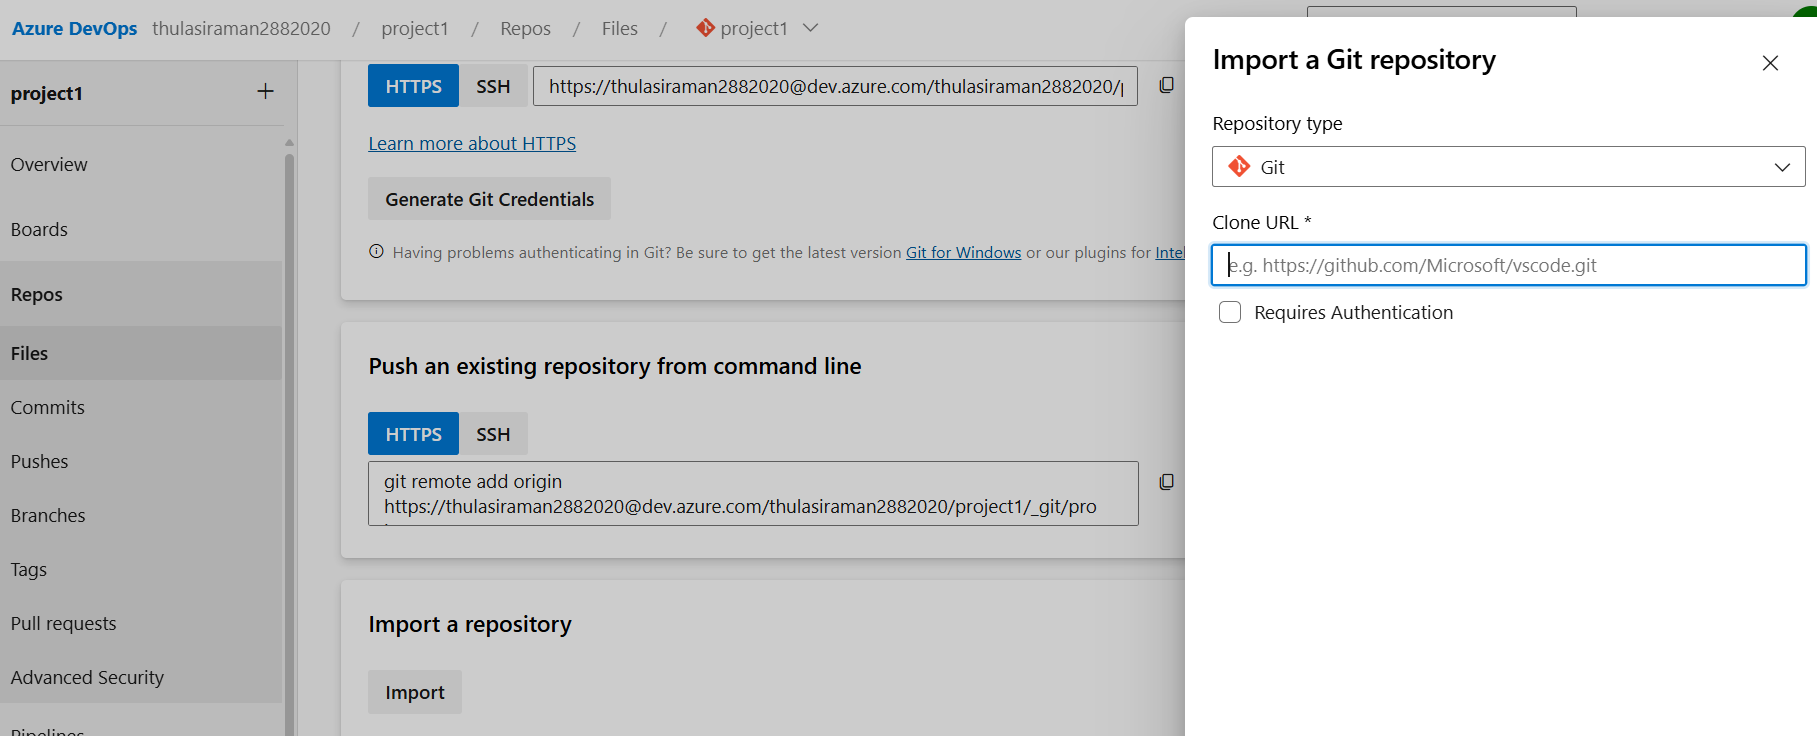 Azure DevOps thulasiraman2882020 / project1 / Repos / Files / project1
project1
Overview
Boards
Repos
Files
Commits
Pushes
Branches
Tags
Pull requests
Advanced Security
Pipelines
HTTPS SSH https://thulasiraman2882020@dev.azure.com/thulasiraman2882020/
Learn more about HTTPS
Generate Git Credentials
Having problems authenticating in Git? Be sure to get the latest version Git for Windows or our plugins for Intel
Push an existing repository from command line
HTTPS SSH
git remote add origin
https://thulasiraman2882020@dev.azure.com/thulasiraman2882020/project1/_git/pro
Import a repository
Import
Import a Git repository
Repository type
Git
Clone URL *
e.g. https://github.com/Microsoft/vscode.git
Requires Authentication